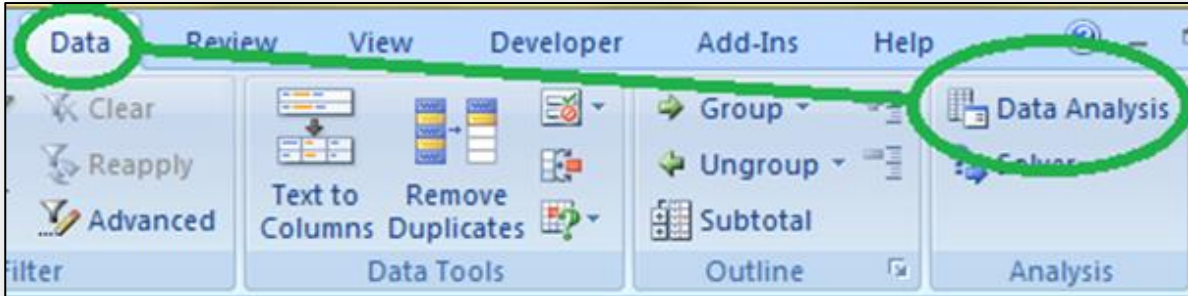 Data Review View Developer Add-Ins Help
Clear
Reapply
Advanced
Text to Columns
Remove Duplicates
Group
Ungroup
Subtotal
Data Analysis
Solver
Filter Data Tools Outline Analysis